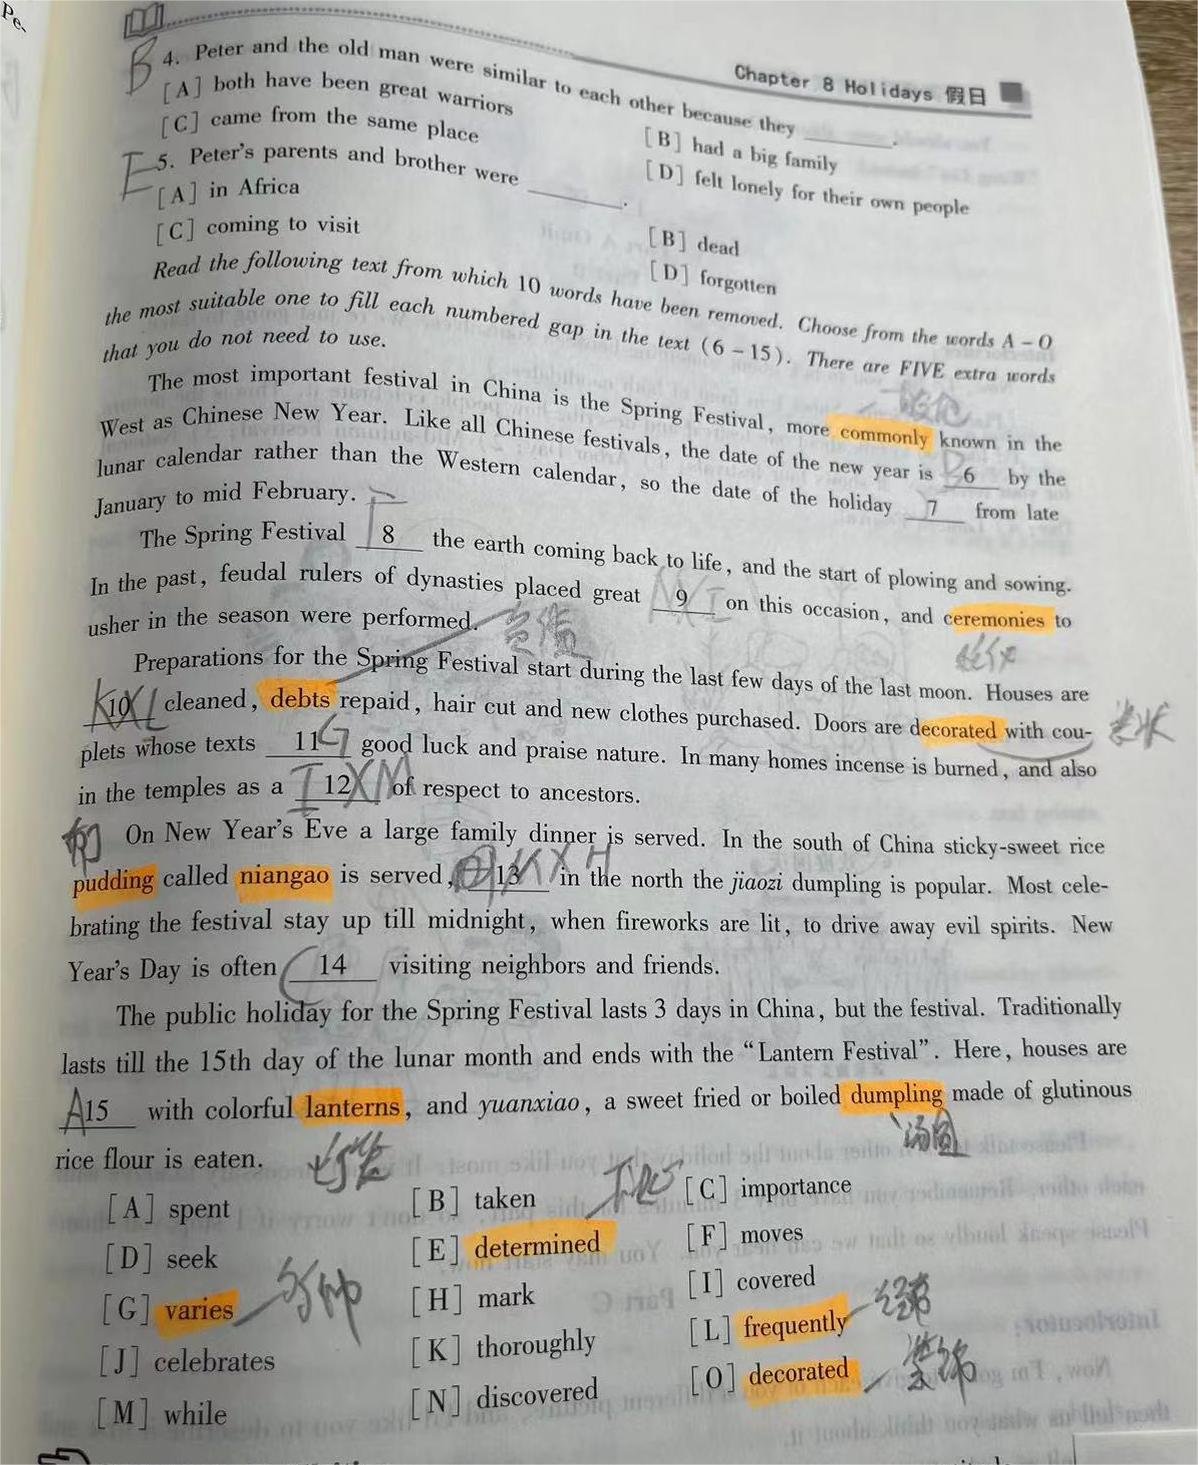 Pe-
Chapter 8 Holidays 假日
B 4. Peter and the old man were similar to each other because they ______.
[A] both have been great warriors
[B] had a big family
[C] came from the same place
[D] felt lonely for their own people
E 5. Peter's parents and brother were ______.
[A] in Africa
[B] dead
[C] coming to visit
[D] forgotten
Read the following text from which 10 words have been removed. Choose from the words A – O
the most suitable one to fill each numbered gap in the text (6 – 15). There are FIVE extra words
that you do not need to use.
The most important festival in China is the Spring Festival, more commonly known in the
West as Chinese New Year. Like all Chinese festivals, the date of the new year is 6 by the
lunar calendar rather than the Western calendar, so the date of the holiday 7 from late
January to mid February.
The Spring Festival 8 the earth coming back to life, and the start of plowing and sowing.
In the past, feudal rulers of dynasties placed great 9 on this occasion, and ceremonies to
usher in the season were performed.
Preparations for the Spring Festival start during the last few days of the last moon. Houses are
K 10 X L cleaned, debts repaid, hair cut and new clothes purchased. Doors are decorated with cou-
plets whose texts 11 G good luck and praise nature. In many homes incense is burned, and also
in the temples as a I 12 X M of respect to ancestors.
On New Year's Eve a large family dinner is served. In the south of China sticky-sweet rice
pudding called niangao is served, 13 K X H in the north the jiaozi dumpling is popular. Most cele-
brating the festival stay up till midnight, when fireworks are lit, to drive away evil spirits. New
Year's Day is often 14 visiting neighbors and friends.
The public holiday for the Spring Festival lasts 3 days in China, but the festival. Traditionally
lasts till the 15th day of the lunar month and ends with the "Lantern Festival". Here, houses are
A 15 with colorful lanterns, and yuanxiao, a sweet fried or boiled dumpling made of glutinous
汤圆
rice flour is eaten.
[A] spent [B] taken [C] importance
[D] seek [E] determined [F] moves
[G] varies [H] mark [I] covered
[J] celebrates [K] thoroughly [L] frequently
[M] while [N] discovered [O] decorated 装饰